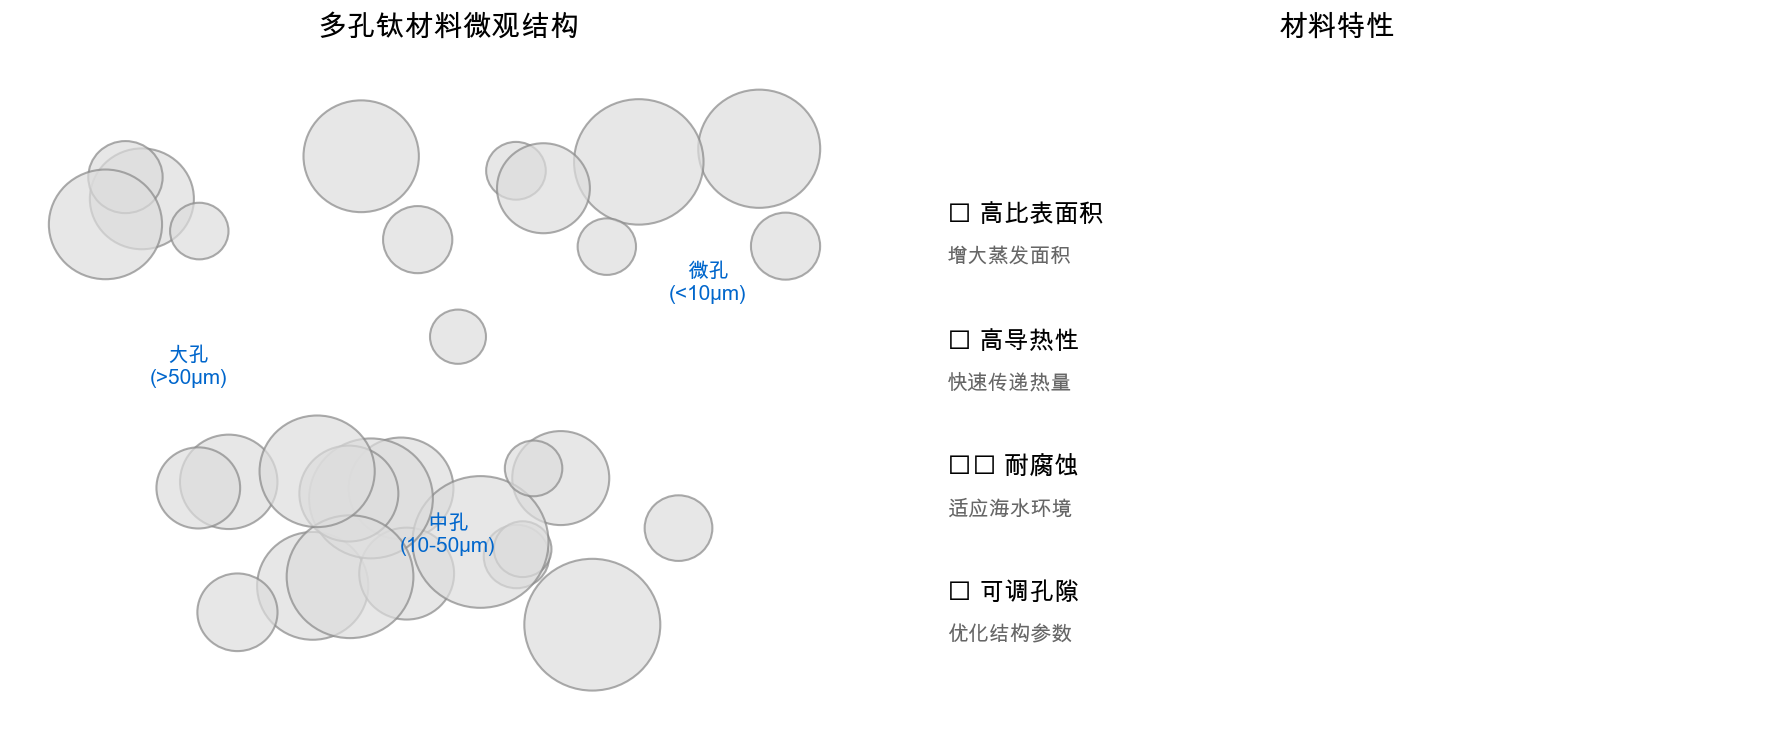 多孔钛材料微观结构
微孔
(<10μm)
大孔
(>50μm)
中孔
(10-50μm)
材料特性
□ 高比表面积
增大蒸发面积
□ 高导热性
快速传递热量
□□ 耐腐蚀
适应海水环境
□ 可调孔隙
优化结构参数